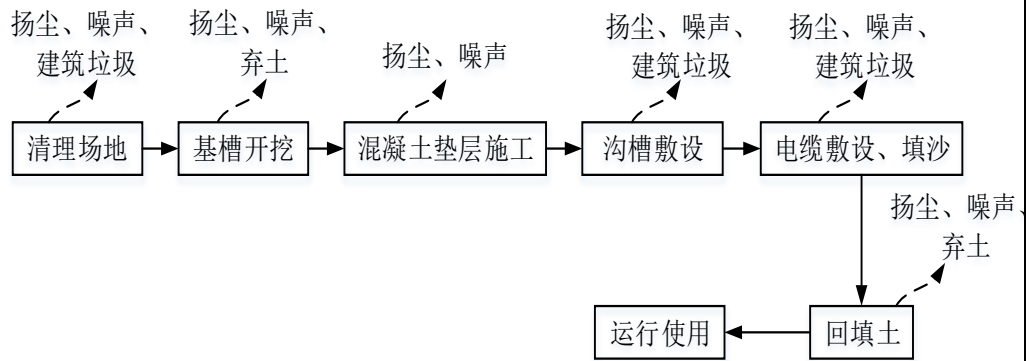 扬尘、噪声、
建筑垃圾
扬尘、噪声、
弃土
扬尘、噪声
扬尘、噪声、
建筑垃圾
扬尘、噪声、
建筑垃圾
清理场地
基槽开挖
混凝土垫层施工
沟槽敷设
电缆敷设、填沙
扬尘、噪声、
弃土
运行使用
回填土